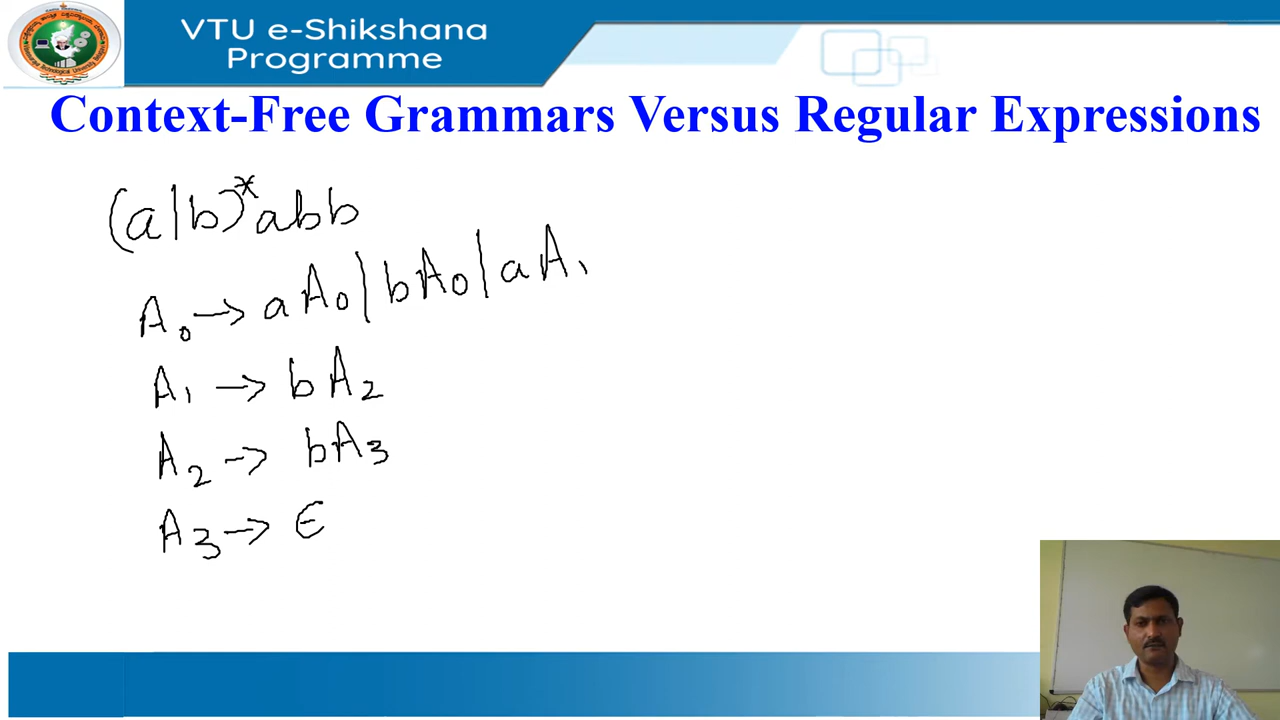 VTU e-Shikshana
Programme
Context-Free Grammars Versus Regular Expressions
(a|b)*abb
A₀ → aA₀|bA₀|aA₁
A₁ → bA₂
A₂ → bA₃
A₃ → ∈